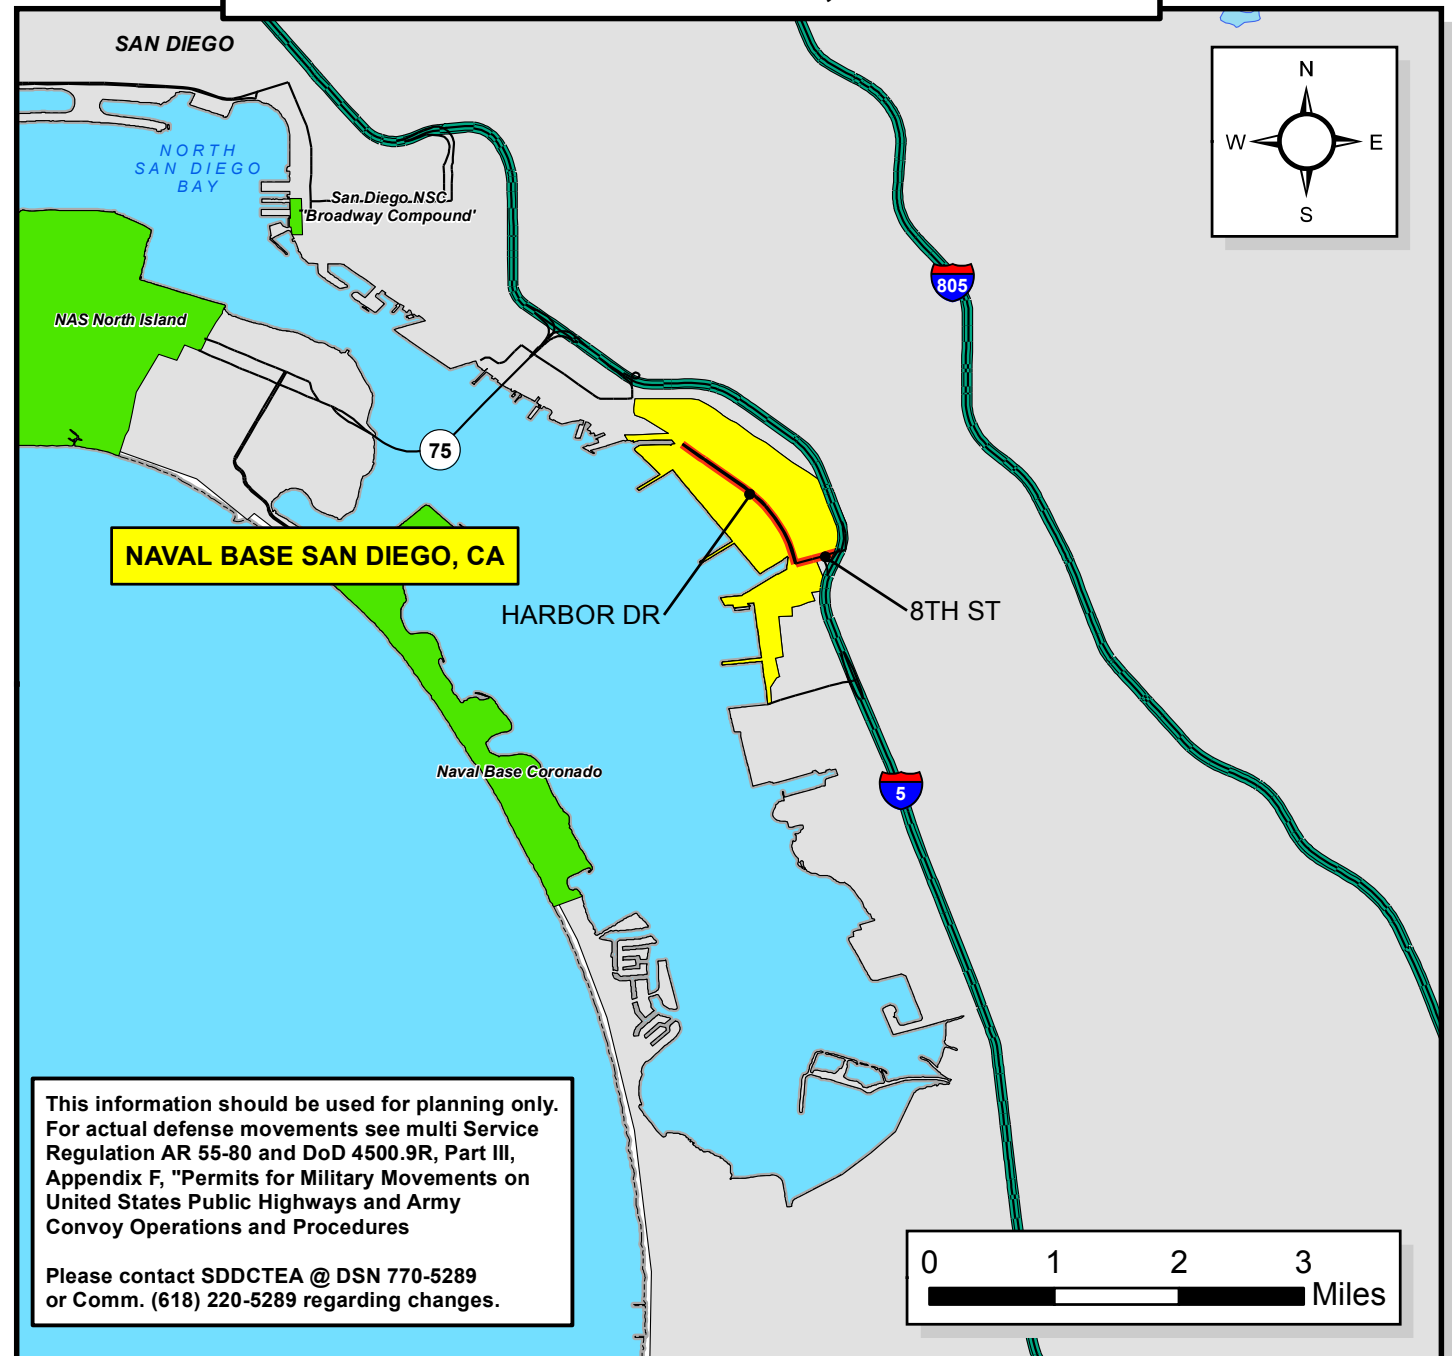 SAN DIEGO
N
W
E
S
NORTH
SAN DIEGO
BAY
San Diego NSC
'Broadway Compound'
805
NAS North Island
75
NAVAL BASE SAN DIEGO, CA
HARBOR DR
8TH ST
Naval Base Coronado
5
This information should be used for planning only.
For actual defense movements see multi Service
Regulation AR 55-80 and DoD 4500.9R, Part III,
Appendix F, "Permits for Military Movements on
United States Public Highways and Army
Convoy Operations and Procedures
Please contact SDDCTEA @ DSN 770-5289
or Comm. (618) 220-5289 regarding changes.
0 1 2 3
Miles